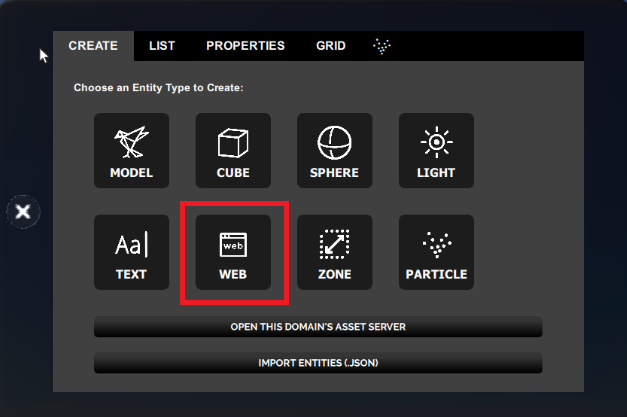 CREATE LIST PROPERTIES GRID
Choose an Entity Type to Create:
MODEL CUBE SPHERE LIGHT
Aa web
TEXT WEB ZONE PARTICLE
OPEN THIS DOMAIN'S ASSET SERVER
IMPORT ENTITIES (.JSON)